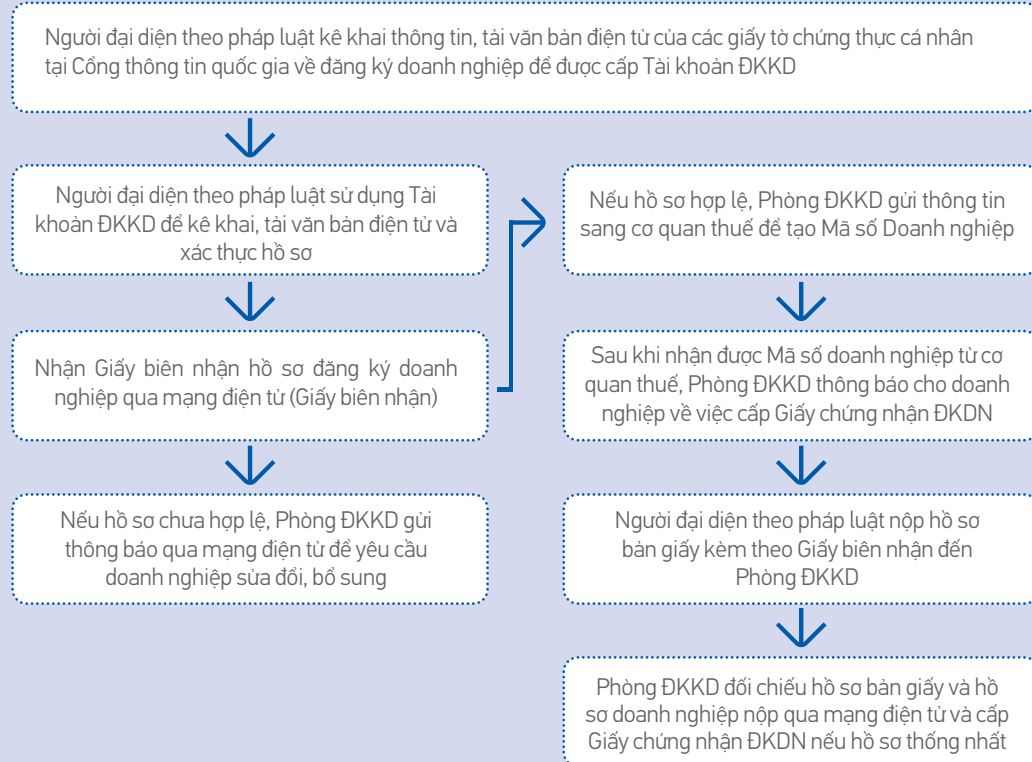 Người đại diện theo pháp luật kê khai thông tin, tải văn bản điện tử của các giấy tờ chứng thực cá nhân
tại Cổng thông tin quốc gia về đăng ký doanh nghiệp để được cấp Tài khoản ĐKKD
Người đại diện theo pháp luật sử dụng Tài
khoản ĐKKD để kê khai, tải văn bản điện tử và
xác thực hồ sơ
Nhận Giấy biên nhận hồ sơ đăng ký doanh
nghiệp qua mạng điện tử (Giấy biên nhận)
Nếu hồ sơ chưa hợp lệ, Phòng ĐKKD gửi
thông báo qua mạng điện tử để yêu cầu
doanh nghiệp sửa đổi, bổ sung
Nếu hồ sơ hợp lệ, Phòng ĐKKD gửi thông tin
sang cơ quan thuế để tạo Mã số Doanh nghiệp
Sau khi nhận được Mã số doanh nghiệp từ cơ
quan thuế, Phòng ĐKKD thông báo cho doanh
nghiệp về việc cấp Giấy chứng nhận ĐKDN
Người đại diện theo pháp luật nộp hồ sơ
bản giấy kèm theo Giấy biên nhận đến
Phòng ĐKKD
Phòng ĐKKD đối chiếu hồ sơ bản giấy và hồ
sơ doanh nghiệp nộp qua mạng điện tử và cấp
Giấy chứng nhận ĐKDN nếu hồ sơ thống nhất